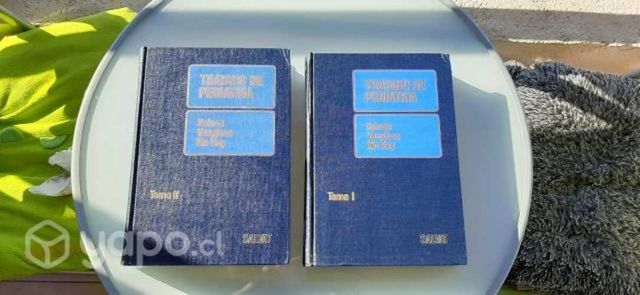 TRATADO DE
PEDIATRIA
Nelson
Vaughan
Mc Kay
Tomo II
SALVAT
TRATADO DE
PEDIATRIA
Nelson
Vaughan
Mc Kay
Tomo I
SALVAT
yapo.cl